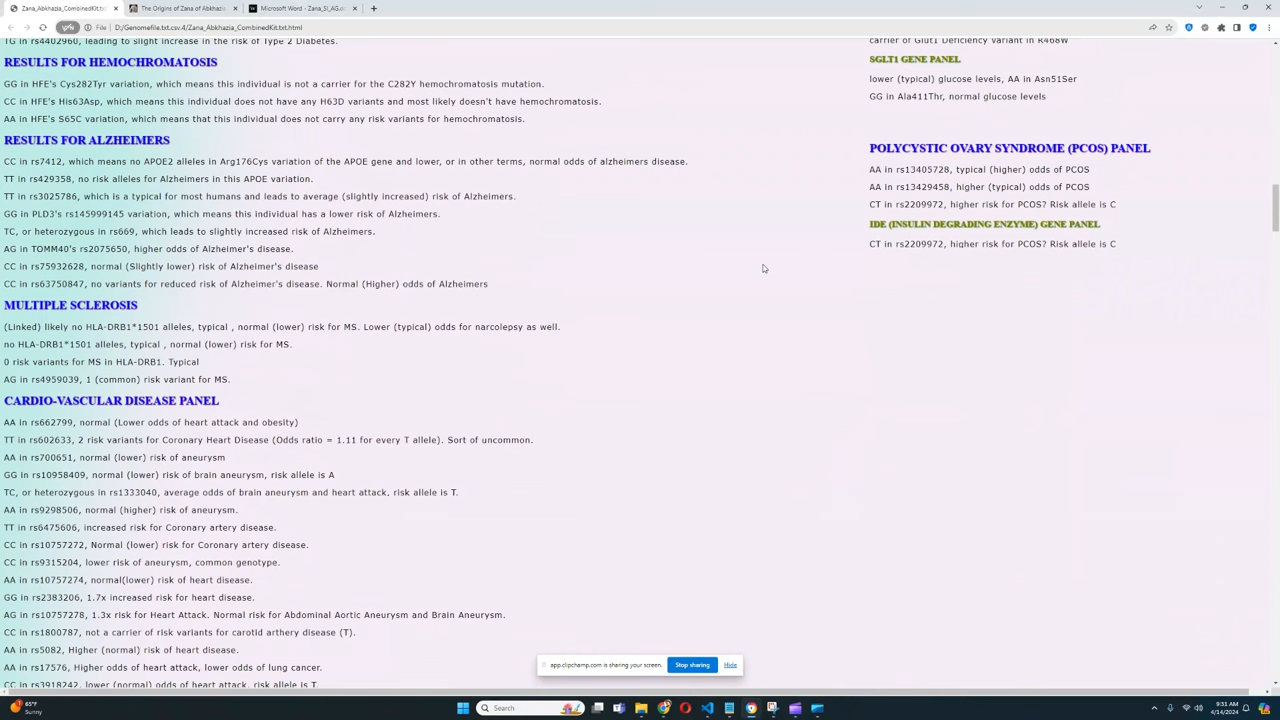 Zana_Abkhazia_CombinedKit.txt.h
The Origins of Zana of Abkhazia
Microsoft Word - Zana_SI_AG.d
File
D:/Genomefile.txt.csv.4/Zana_Abkhazia_CombinedKit.txt.html
TG in rs4402960, leading to slight increase in the risk of Type 2 Diabetes.
RESULTS FOR HEMOCHROMATOSIS
GG in HFE's Cys282Tyr variation, which means this individual is not a carrier for the C282Y hemochromatosis mutation.
CC in HFE's His63Asp, which means this individual does not have any H63D variants and most likely doesn't have hemochromatosis.
AA in HFE's S65C variation, which means that this individual does not carry any risk variants for hemochromatosis.
RESULTS FOR ALZHEIMERS
CC in rs7412, which means no APOE2 alleles in Arg176Cys variation of the APOE gene and lower, or in other terms, normal odds of alzheimers disease.
TT in rs429358, no risk alleles for Alzheimers in this APOE variation.
TT in rs3025786, which is a typical for most humans and leads to average (slightly increased) risk of Alzheimers.
GG in PLD3's rs145999145 variation, which means this individual has a lower risk of Alzheimers.
TC, or heterozygous in rs669, which leads to slightly increased risk of Alzheimers.
AG in TOMM40's rs2075650, higher odds of Alzheimer's disease.
CC in rs75932628, normal (Slightly lower) risk of Alzheimer's disease
CC in rs63750847, no variants for reduced risk of Alzheimer's disease. Normal (Higher) odds of Alzheimers
MULTIPLE SCLEROSIS
(Linked) likely no HLA-DRB1*1501 alleles, typical , normal (lower) risk for MS. Lower (typical) odds for narcolepsy as well.
no HLA-DRB1*1501 alleles, typical , normal (lower) risk for MS.
0 risk variants for MS in HLA-DRB1. Typical
AG in rs4959039, 1 (common) risk variant for MS.
CARDIO-VASCULAR DISEASE PANEL
AA in rs662799, normal (Lower odds of heart attack and obesity)
TT in rs602633, 2 risk variants for Coronary Heart Disease (Odds ratio = 1.11 for every T allele). Sort of uncommon.
AA in rs700651, normal (lower) risk of aneurysm
GG in rs10958409, normal (lower) risk of brain aneurysm, risk allele is A
TC, or heterozygous in rs1333040, average odds of brain aneurysm and heart attack, risk allele is T.
AA in rs9298506, normal (higher) risk of aneurysm.
TT in rs6475606, increased risk for Coronary artery disease.
CC in rs10757272, Normal (lower) risk for Coronary artery disease.
CC in rs9315204, lower risk of aneurysm, common genotype.
AA in rs10757274, normal(lower) risk of heart disease.
GG in rs2383206, 1.7x increased risk for heart disease.
AG in rs10757278, 1.3x risk for Heart Attack. Normal risk for Abdominal Aortic Aneurysm and Brain Aneurysm.
CC in rs1800787, not a carrier of risk variants for carotid arthery disease (T).
AA in rs5082, Higher (normal) risk of heart disease.
AA in rs17576, Higher odds of heart attack, lower odds of lung cancer.
CC in rs3918242, lower (normal) odds of heart attack, risk allele is T.
carrier of Glut1 Deficiency variant in R468W
SGLT1 GENE PANEL
lower (typical) glucose levels, AA in Asn51Ser
GG in Ala411Thr, normal glucose levels
POLYCYSTIC OVARY SYNDROME (PCOS) PANEL
AA in rs13405728, typical (higher) odds of PCOS
AA in rs13429458, higher (typical) odds of PCOS
CT in rs2209972, higher risk for PCOS? Risk allele is C
IDE (INSULIN DEGRADING ENZYME) GENE PANEL
CT in rs2209972, higher risk for PCOS? Risk allele is C
app.clipchamp.com is sharing your screen.
Stop sharing
Hide
65°F
Sunny
Search
9:31 AM
4/14/2024